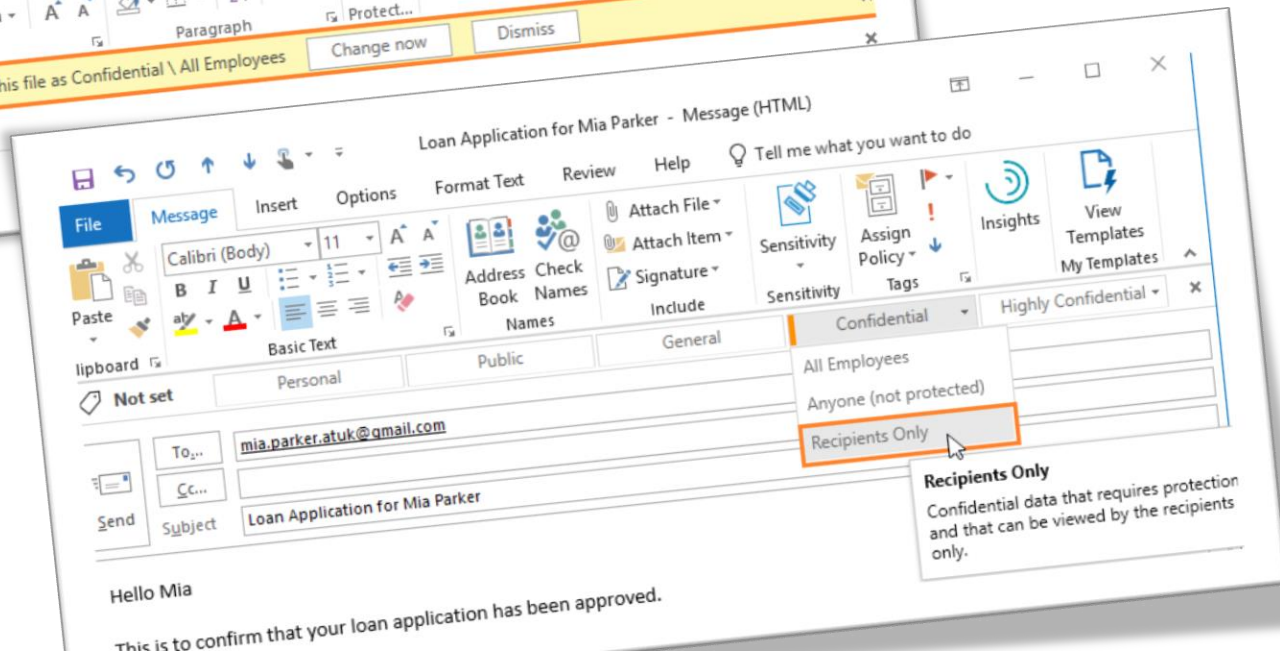 Paragraph
Protect...
his file as Confidential \ All Employees Change now Dismiss
Loan Application for Mia Parker - Message (HTML)
File Message Insert Options Format Text Review Help Tell me what you want to do
Calibri (Body) 11 A A
B I U
ab A
Paste
lipboard
Basic Text
Address Book
Check Names
Names
Attach File
Attach Item
Signature
Include
Sensitivity
Sensitivity
Assign Policy
Tags
Insights
View Templates
My Templates
Not set Personal Public General Confidential Highly Confidential
All Employees
Anyone (not protected)
Recipients Only
Recipients Only
Confidential data that requires protection
and that can be viewed by the recipients
only.
Send
To... mia.parker.atuk@gmail.com
Cc...
Subject Loan Application for Mia Parker
Hello Mia
This is to confirm that your loan application has been approved.